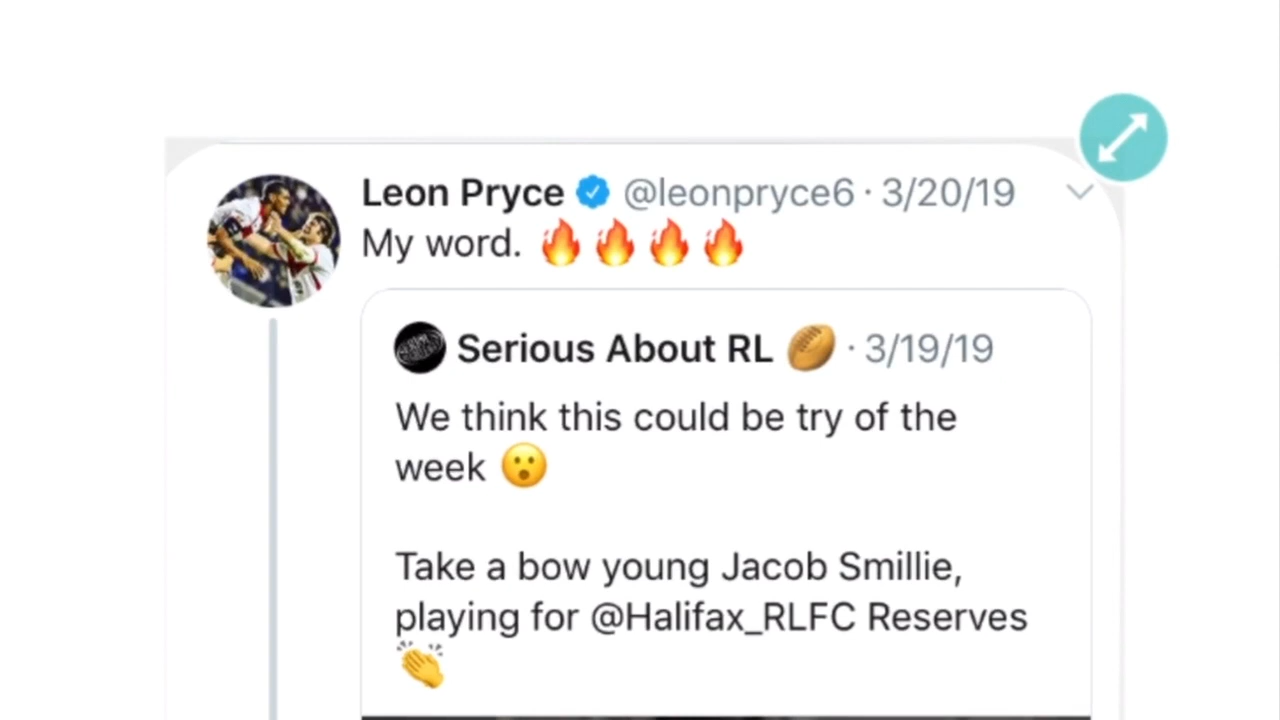 Leon Pryce @leonpryce6 · 3/20/19
My word. 🔥🔥🔥🔥
Serious About RL 🏉 · 3/19/19
We think this could be try of the
week 😮
Take a bow young Jacob Smillie,
playing for @Halifax_RLFC Reserves
👏